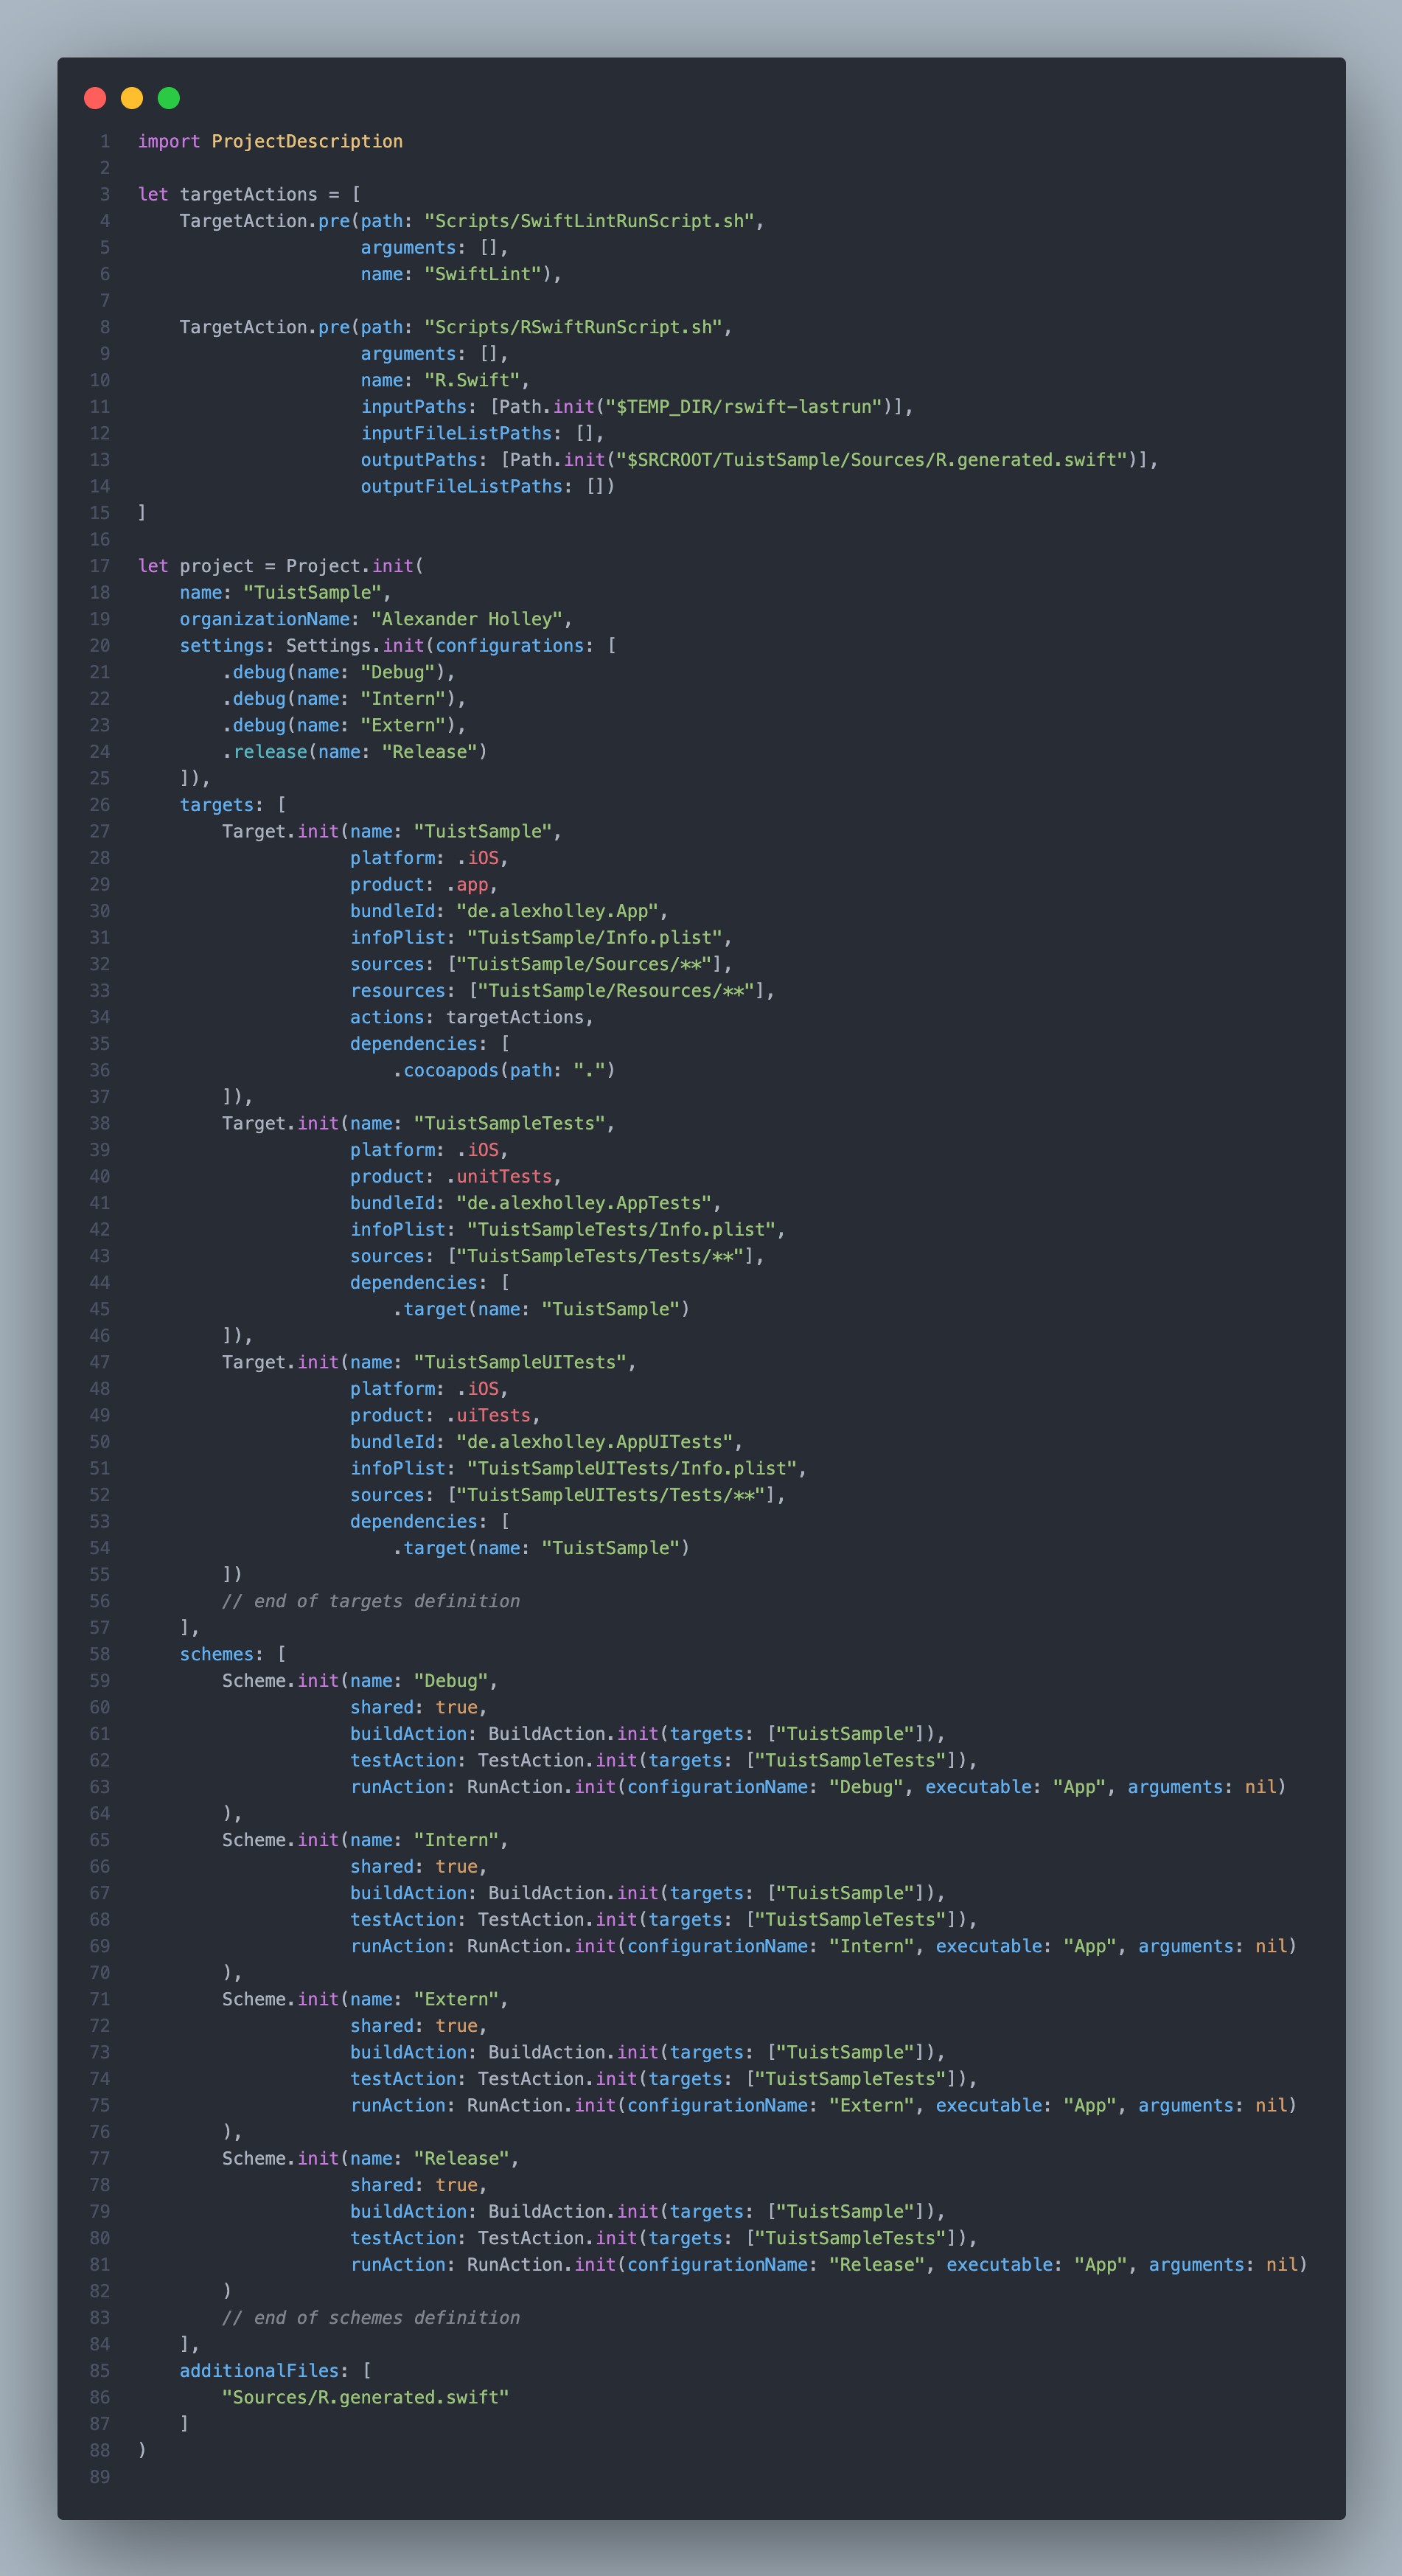 1 import ProjectDescription
2
3 let targetActions = [
4     TargetAction.pre(path: "Scripts/SwiftLintRunScript.sh",
5                      arguments: [],
6                      name: "SwiftLint"),
7
8     TargetAction.pre(path: "Scripts/RSwiftRunScript.sh",
9                      arguments: [],
10                      name: "R.Swift",
11                      inputPaths: [Path.init("$TEMP_DIR/rswift-lastrun")],
12                      inputFileListPaths: [],
13                      outputPaths: [Path.init("$SRCROOT/TuistSample/Sources/R.generated.swift")],
14                      outputFileListPaths: [])
15 ]
16
17 let project = Project.init(
18     name: "TuistSample",
19     organizationName: "Alexander Holley",
20     settings: Settings.init(configurations: [
21         .debug(name: "Debug"),
22         .debug(name: "Intern"),
23         .debug(name: "Extern"),
24         .release(name: "Release")
25     ]),
26     targets: [
27         Target.init(name: "TuistSample",
28                     platform: .iOS,
29                     product: .app,
30                     bundleId: "de.alexholley.App",
31                     infoPlist: "TuistSample/Info.plist",
32                     sources: ["TuistSample/Sources/**"],
33                     resources: ["TuistSample/Resources/**"],
34                     actions: targetActions,
35                     dependencies: [
36                         .cocoapods(path: ".")
37         ]),
38         Target.init(name: "TuistSampleTests",
39                     platform: .iOS,
40                     product: .unitTests,
41                     bundleId: "de.alexholley.AppTests",
42                     infoPlist: "TuistSampleTests/Info.plist",
43                     sources: ["TuistSampleTests/Tests/**"],
44                     dependencies: [
45                         .target(name: "TuistSample")
46         ]),
47         Target.init(name: "TuistSampleUITests",
48                     platform: .iOS,
49                     product: .uiTests,
50                     bundleId: "de.alexholley.AppUITests",
51                     infoPlist: "TuistSampleUITests/Info.plist",
52                     sources: ["TuistSampleUITests/Tests/**"],
53                     dependencies: [
54                         .target(name: "TuistSample")
55         ])
56         // end of targets definition
57     ],
58     schemes: [
59         Scheme.init(name: "Debug",
60                     shared: true,
61                     buildAction: BuildAction.init(targets: ["TuistSample"]),
62                     testAction: TestAction.init(targets: ["TuistSampleTests"]),
63                     runAction: RunAction.init(configurationName: "Debug", executable: "App", arguments: nil)
64         ),
65         Scheme.init(name: "Intern",
66                     shared: true,
67                     buildAction: BuildAction.init(targets: ["TuistSample"]),
68                     testAction: TestAction.init(targets: ["TuistSampleTests"]),
69                     runAction: RunAction.init(configurationName: "Intern", executable: "App", arguments: nil)
70         ),
71         Scheme.init(name: "Extern",
72                     shared: true,
73                     buildAction: BuildAction.init(targets: ["TuistSample"]),
74                     testAction: TestAction.init(targets: ["TuistSampleTests"]),
75                     runAction: RunAction.init(configurationName: "Extern", executable: "App", arguments: nil)
76         ),
77         Scheme.init(name: "Release",
78                     shared: true,
79                     buildAction: BuildAction.init(targets: ["TuistSample"]),
80                     testAction: TestAction.init(targets: ["TuistSampleTests"]),
81                     runAction: RunAction.init(configurationName: "Release", executable: "App", arguments: nil)
82         )
83         // end of schemes definition
84     ],
85     additionalFiles: [
86         "Sources/R.generated.swift"
87     ]
88 )
89